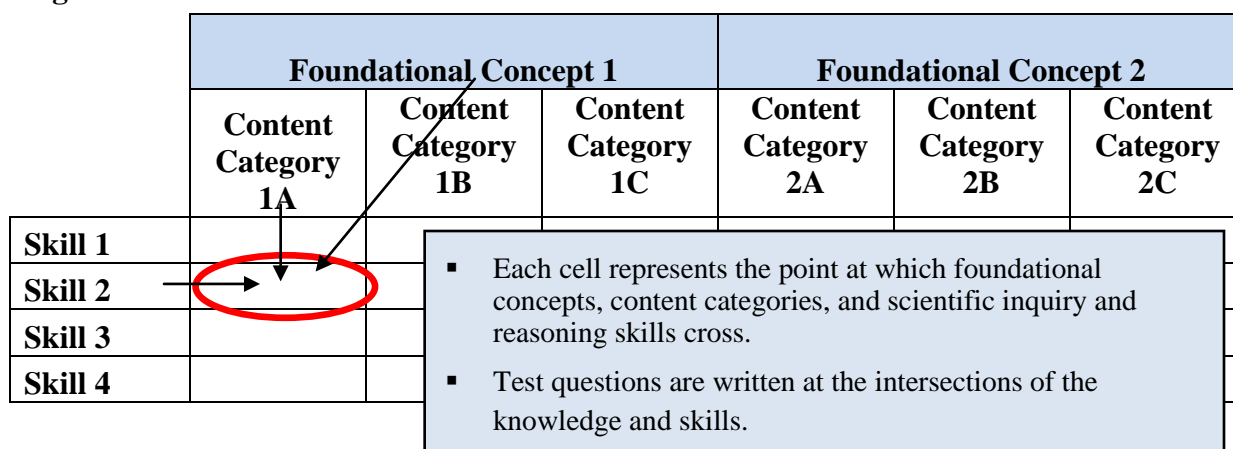 Foundational Concept 1 Foundational Concept 2
Content Category 1A
Content Category 1B
Content Category 1C
Content Category 2A
Content Category 2B
Content Category 2C
Skill 1
Skill 2
Skill 3
Skill 4
▪ Each cell represents the point at which foundational
concepts, content categories, and scientific inquiry and
reasoning skills cross.
▪ Test questions are written at the intersections of the
knowledge and skills.